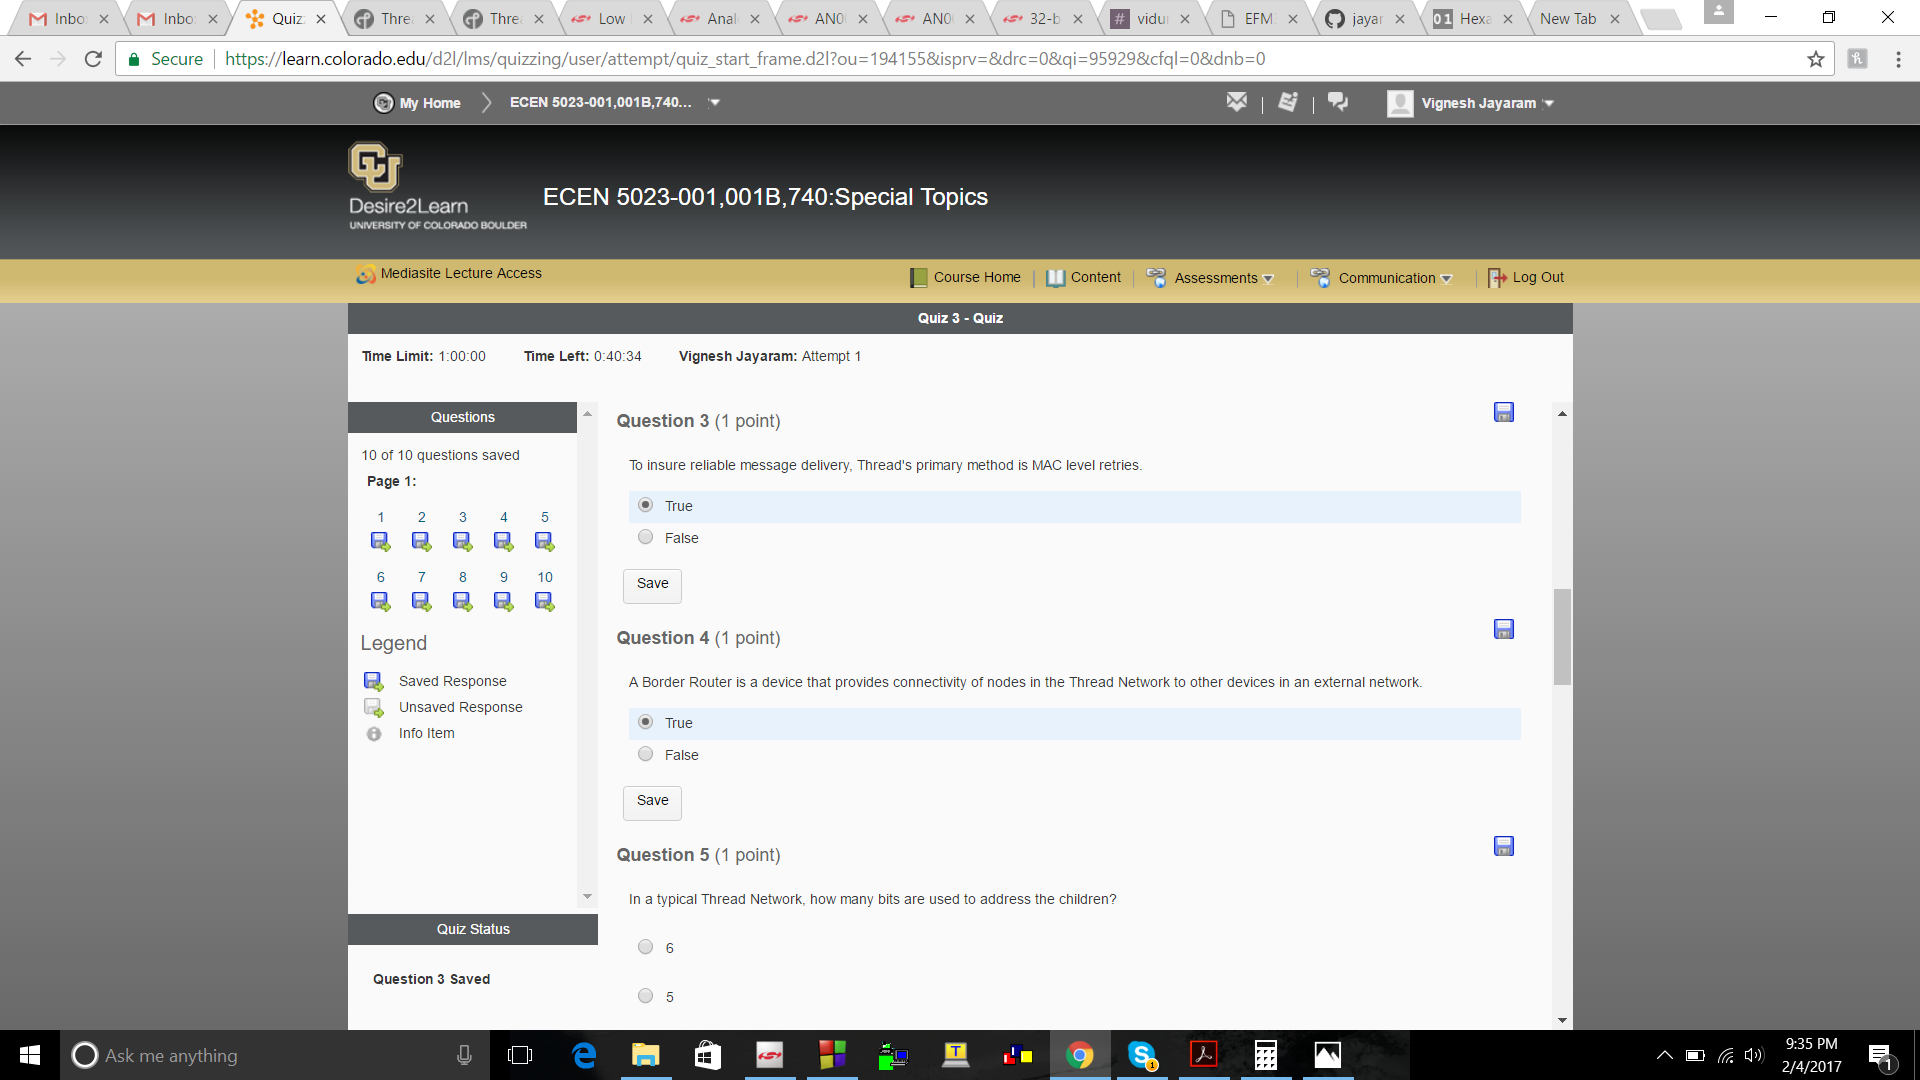 Inbo
Inbo
Quiz
Thre
Thre
Low
Anal
AN0
AN0
32-b
vidur
EFM
jayar
Hexa
New Tab
Secure
https://learn.colorado.edu/d2l/lms/quizzing/user/attempt/quiz_start_frame.d2l?ou=194155&isprv=&drc=0&qi=95929&cfql=0&dnb=0
My Home
ECEN 5023-001,001B,740...
Vignesh Jayaram
CU
Desire2Learn
UNIVERSITY OF COLORADO BOULDER
ECEN 5023-001,001B,740:Special Topics
Mediasite Lecture Access
Course Home
Content
Assessments
Communication
Log Out
Quiz 3 - Quiz
Time Limit: 1:00:00
Time Left: 0:40:34
Vignesh Jayaram: Attempt 1
Questions
10 of 10 questions saved
Page 1:
1 2 3 4 5
6 7 8 9 10
Legend
Saved Response
Unsaved Response
Info Item
Quiz Status
Question 3 Saved
Question 3 (1 point)
To insure reliable message delivery, Thread's primary method is MAC level retries.
True
False
Save
Question 4 (1 point)
A Border Router is a device that provides connectivity of nodes in the Thread Network to other devices in an external network.
True
False
Save
Question 5 (1 point)
In a typical Thread Network, how many bits are used to address the children?
6
5
Ask me anything
9:35 PM
2/4/2017
1